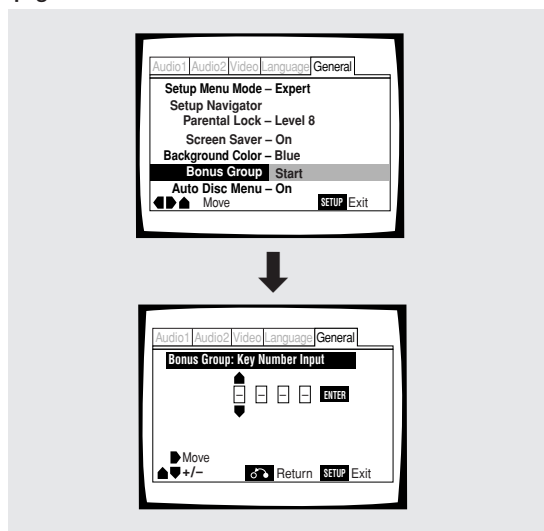 Audio1 Audio2 Video Language General
Setup Menu Mode – Expert
Setup Navigator
Parental Lock – Level 8
Screen Saver – On
Background Color – Blue
Bonus Group Start
Auto Disc Menu – On
Move SETUP Exit
Audio1 Audio2 Video Language General
Bonus Group: Key Number Input
– – – – ENTER
Move
+/– Return SETUP Exit